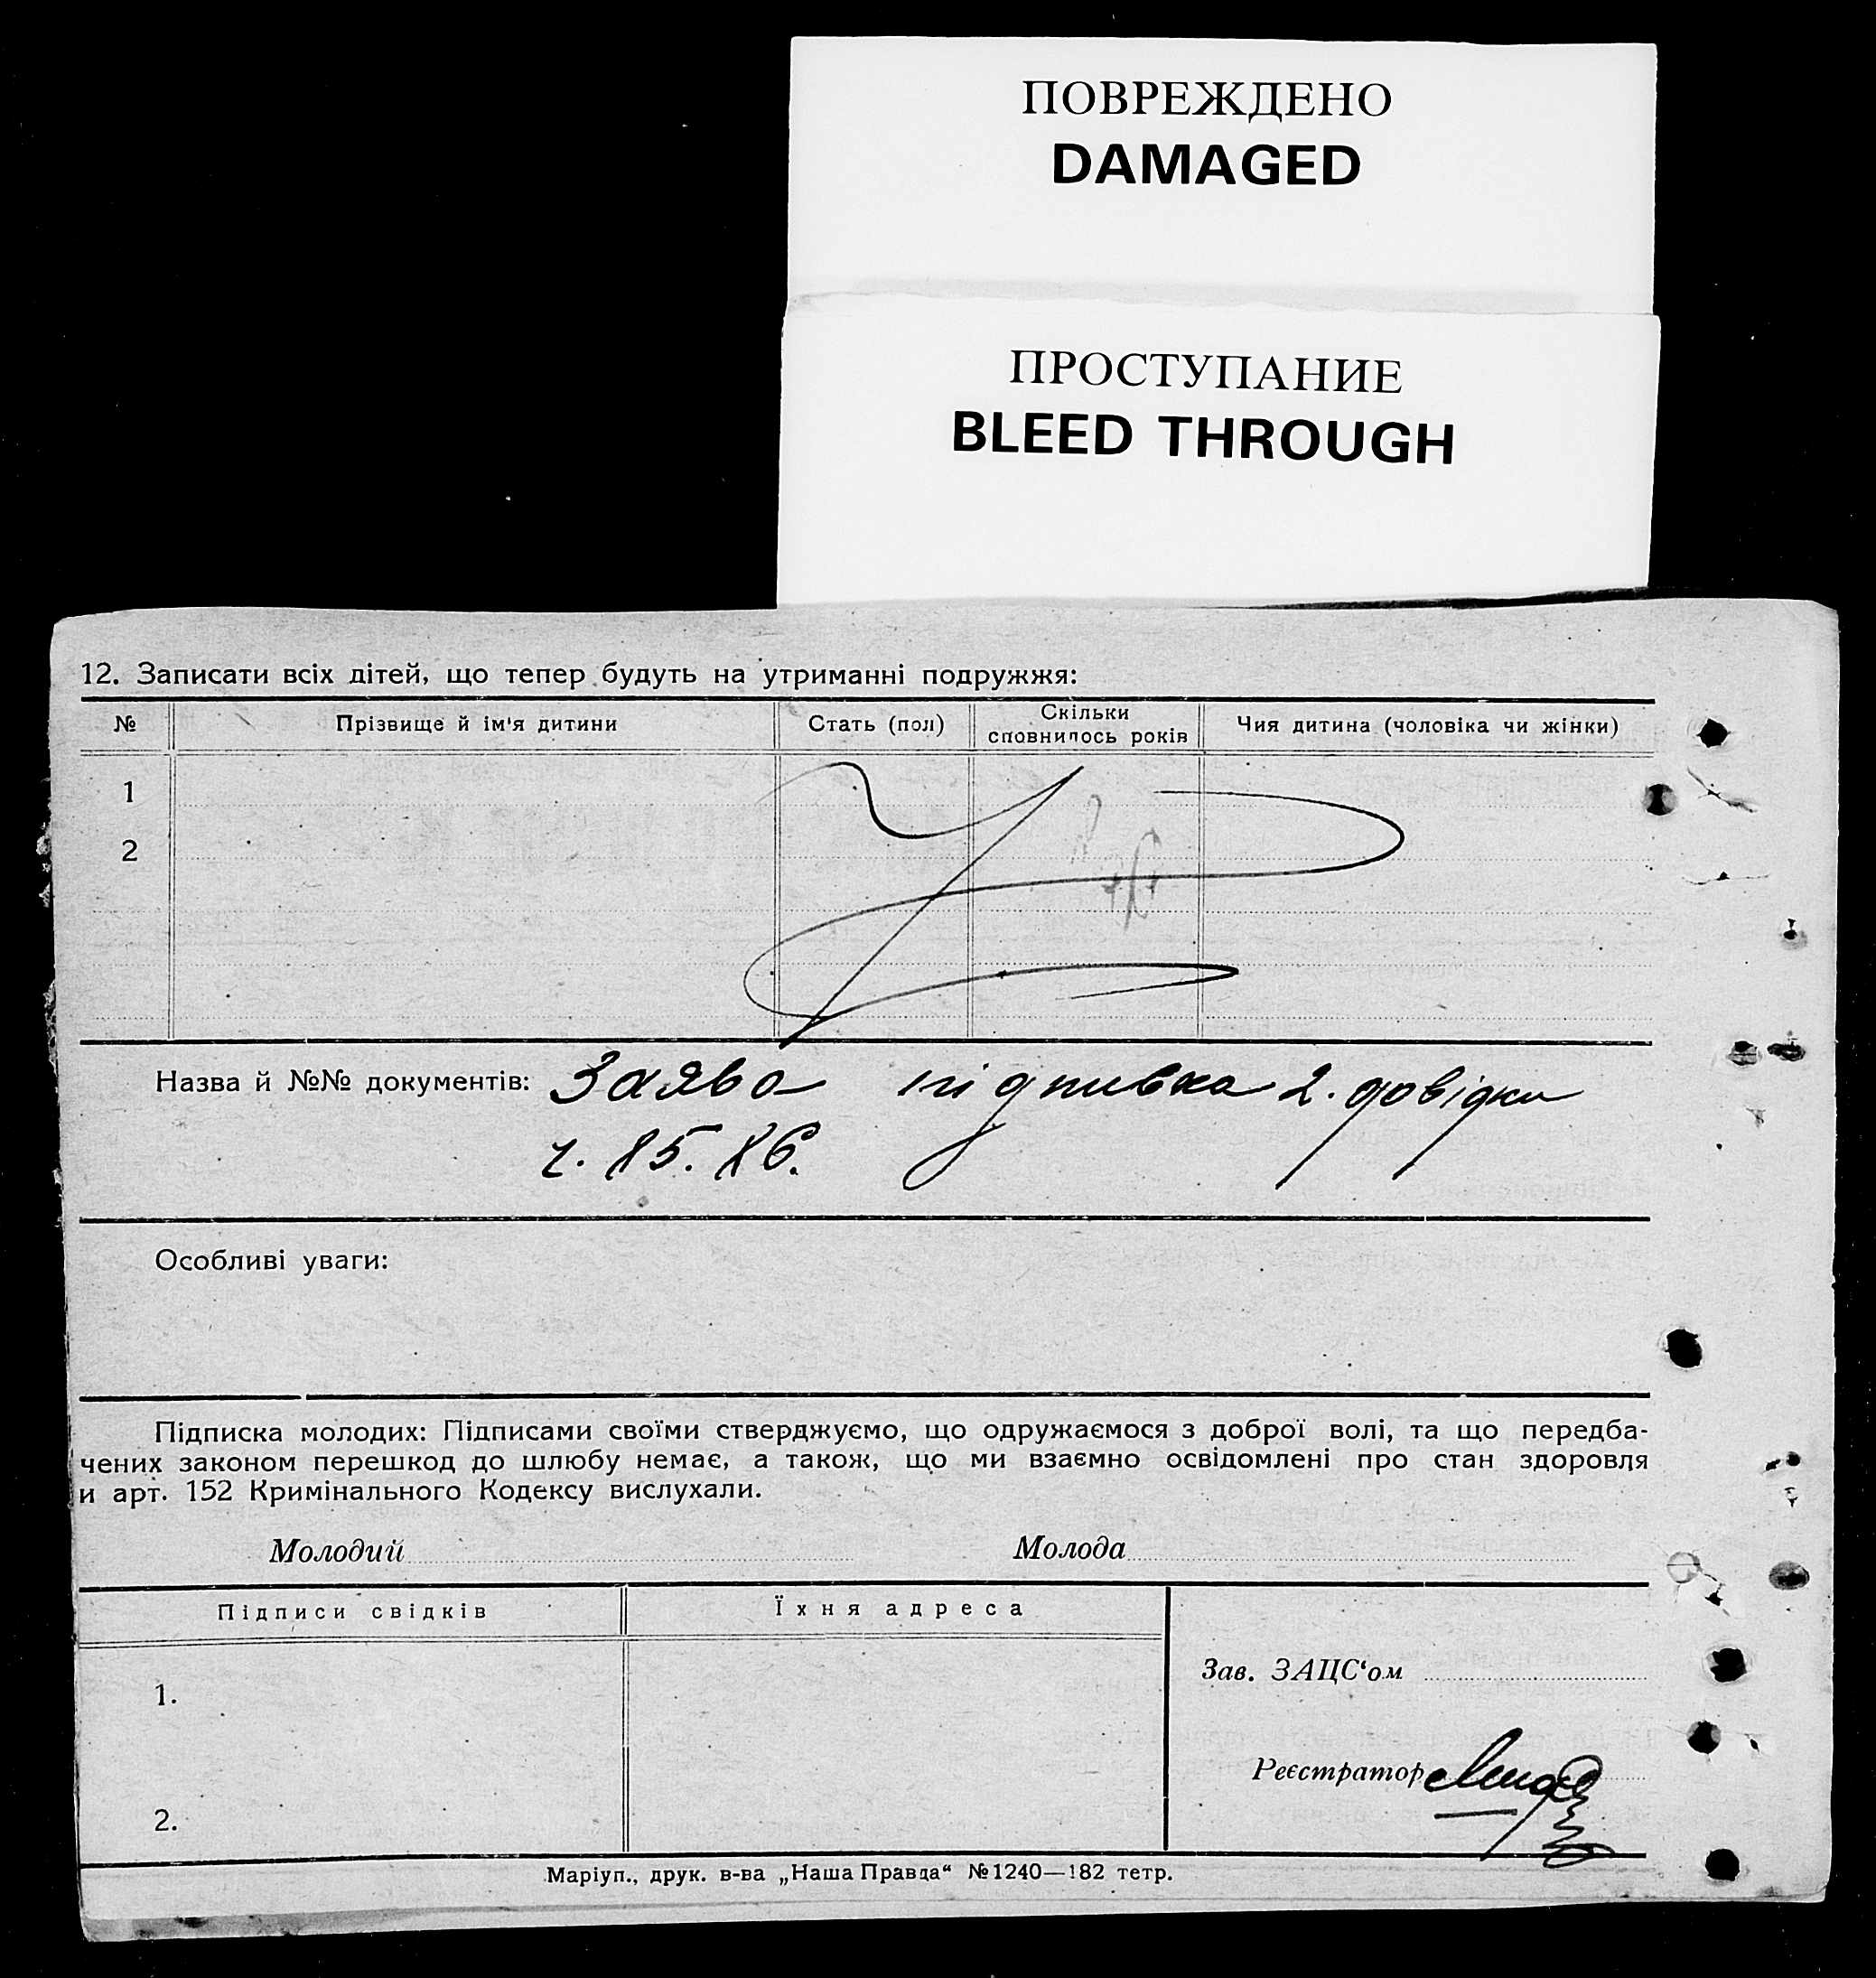 ПОВРЕЖДЕНО
DAMAGED
ПРОСТУПАНИЕ
BLEED THROUGH
12. Записати всіх дітей, що тепер будуть на утриманні подружжя:
№ Прізвище й ім'я дитини Стать (пол) Скільки сповнилось років Чия дитина (чоловіка чи жінки)
1
2
Назва й №№ документів: Заява підпивка 2. довідки
ч. 85. 86.
Особливі уваги:
Підписка молодих: Підписами своїми стверджуємо, що одружаємося з доброї волі, та що передба-
чених законом перешкод до шлюбу немає, а також, що ми взаємно освідомлені про стан здоровля
и арт. 152 Кримінального Кодексу вислухали.
Молодий Молода
Підписи свідків Їхня адреса
Зав. ЗАЦС'ом
1.
Реєстратор
2.
Маріуп., друк. в-ва „Наша Правда“ №1240—182 тетр.